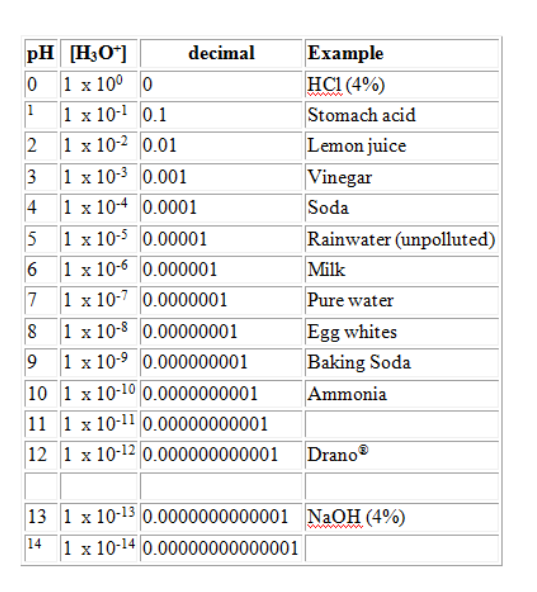 pH [H₃O⁺] decimal Example
0 1 x 10⁰ 0 HCl (4%)
1 1 x 10⁻¹ 0.1 Stomach acid
2 1 x 10⁻² 0.01 Lemon juice
3 1 x 10⁻³ 0.001 Vinegar
4 1 x 10⁻⁴ 0.0001 Soda
5 1 x 10⁻⁵ 0.00001 Rainwater (unpolluted)
6 1 x 10⁻⁶ 0.000001 Milk
7 1 x 10⁻⁷ 0.0000001 Pure water
8 1 x 10⁻⁸ 0.00000001 Egg whites
9 1 x 10⁻⁹ 0.000000001 Baking Soda
10 1 x 10⁻¹⁰ 0.0000000001 Ammonia
11 1 x 10⁻¹¹ 0.00000000001
12 1 x 10⁻¹² 0.000000000001 Drano®
13 1 x 10⁻¹³ 0.0000000000001 NaOH (4%)
14 1 x 10⁻¹⁴ 0.00000000000001